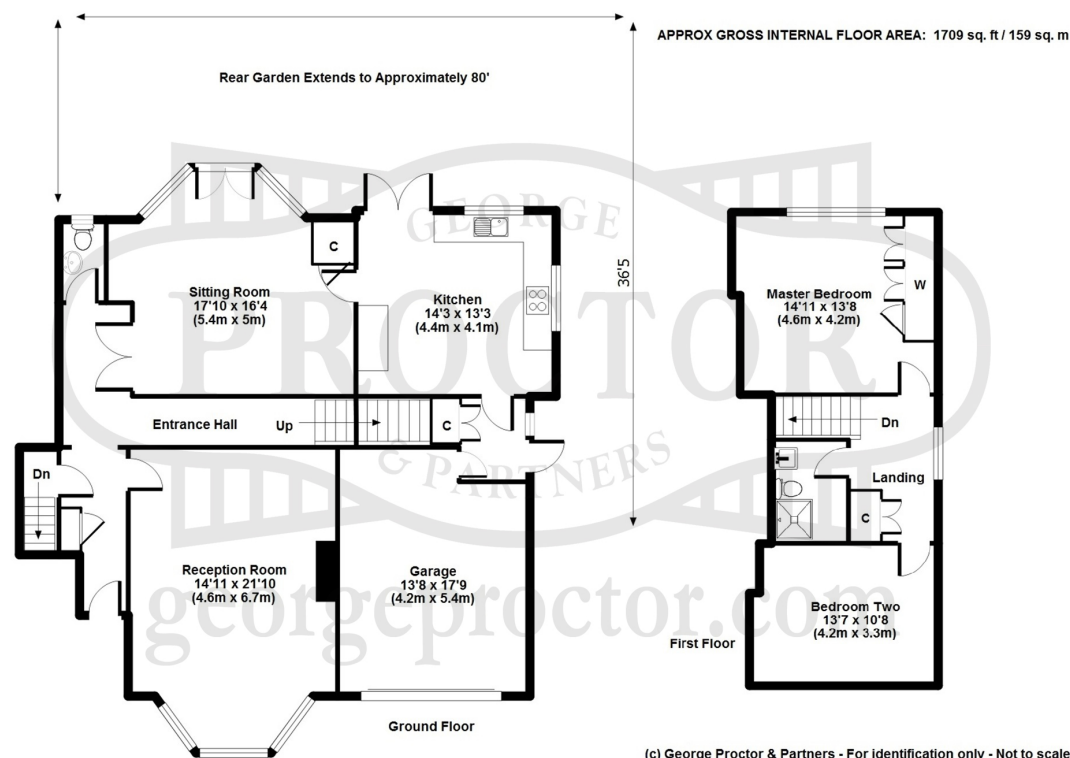 APPROX GROSS INTERNAL FLOOR AREA: 1709 sq. ft / 159 sq. m
Rear Garden Extends to Approximately 80'
36'5
GEORGE
PROCTOR
& PARTNERS
georgeproctor.com
C
Sitting Room
17'10 x 16'4
(5.4m x 5m)
Kitchen
14'3 x 13'3
(4.4m x 4.1m)
Entrance Hall
Up
C
Dn
Reception Room
14'11 x 21'10
(4.6m x 6.7m)
Garage
13'8 x 17'9
(4.2m x 5.4m)
Ground Floor
Master Bedroom
14'11 x 13'8
(4.6m x 4.2m)
W
Dn
Landing
C
Bedroom Two
13'7 x 10'8
(4.2m x 3.3m)
First Floor
(c) George Proctor & Partners - For identification only - Not to scale